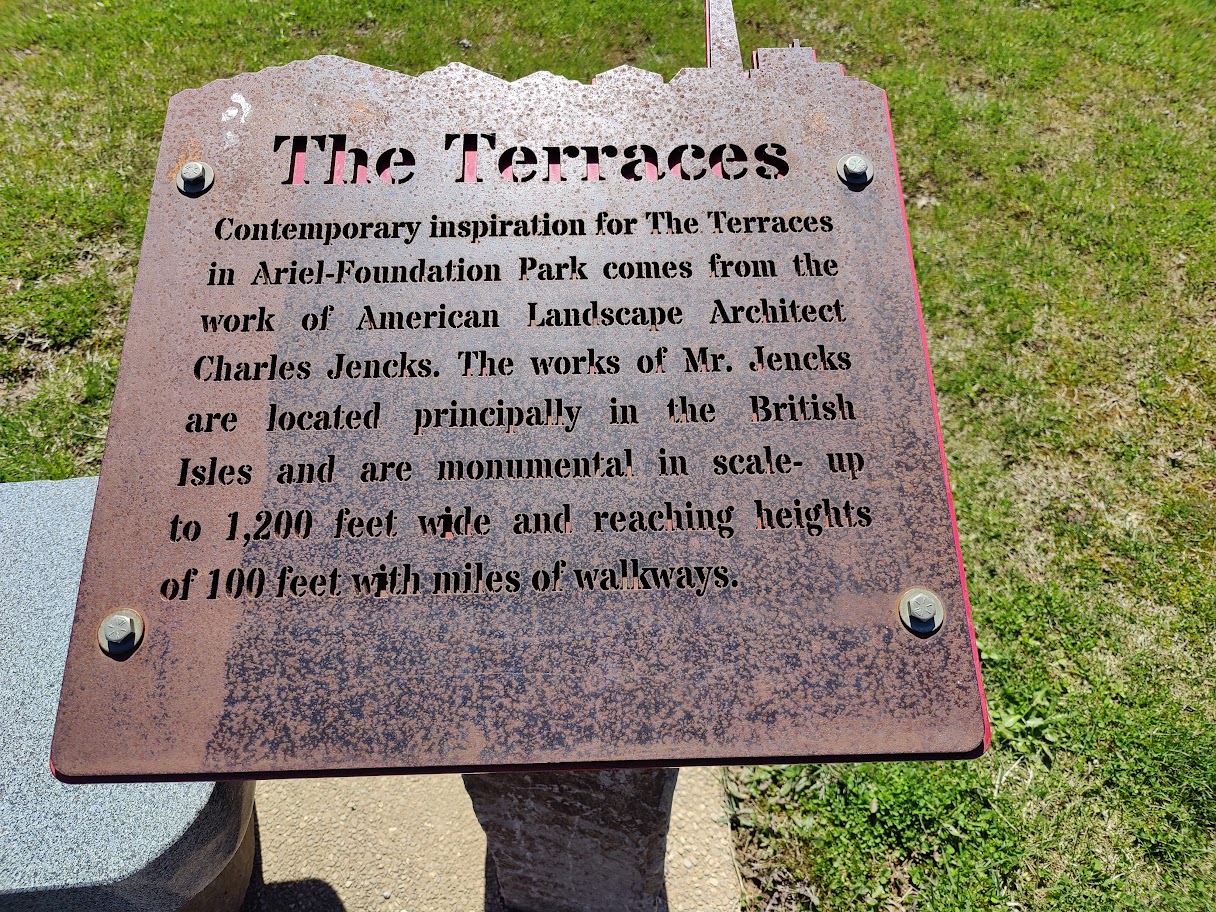 The Terraces
Contemporary inspiration for The Terraces
in Ariel-Foundation Park comes from the
work of American Landscape Architect
Charles Jencks. The works of Mr. Jencks
are located principally in the British
Isles and are monumental in scale- up
to 1,200 feet wide and reaching heights
of 100 feet with miles of walkways.